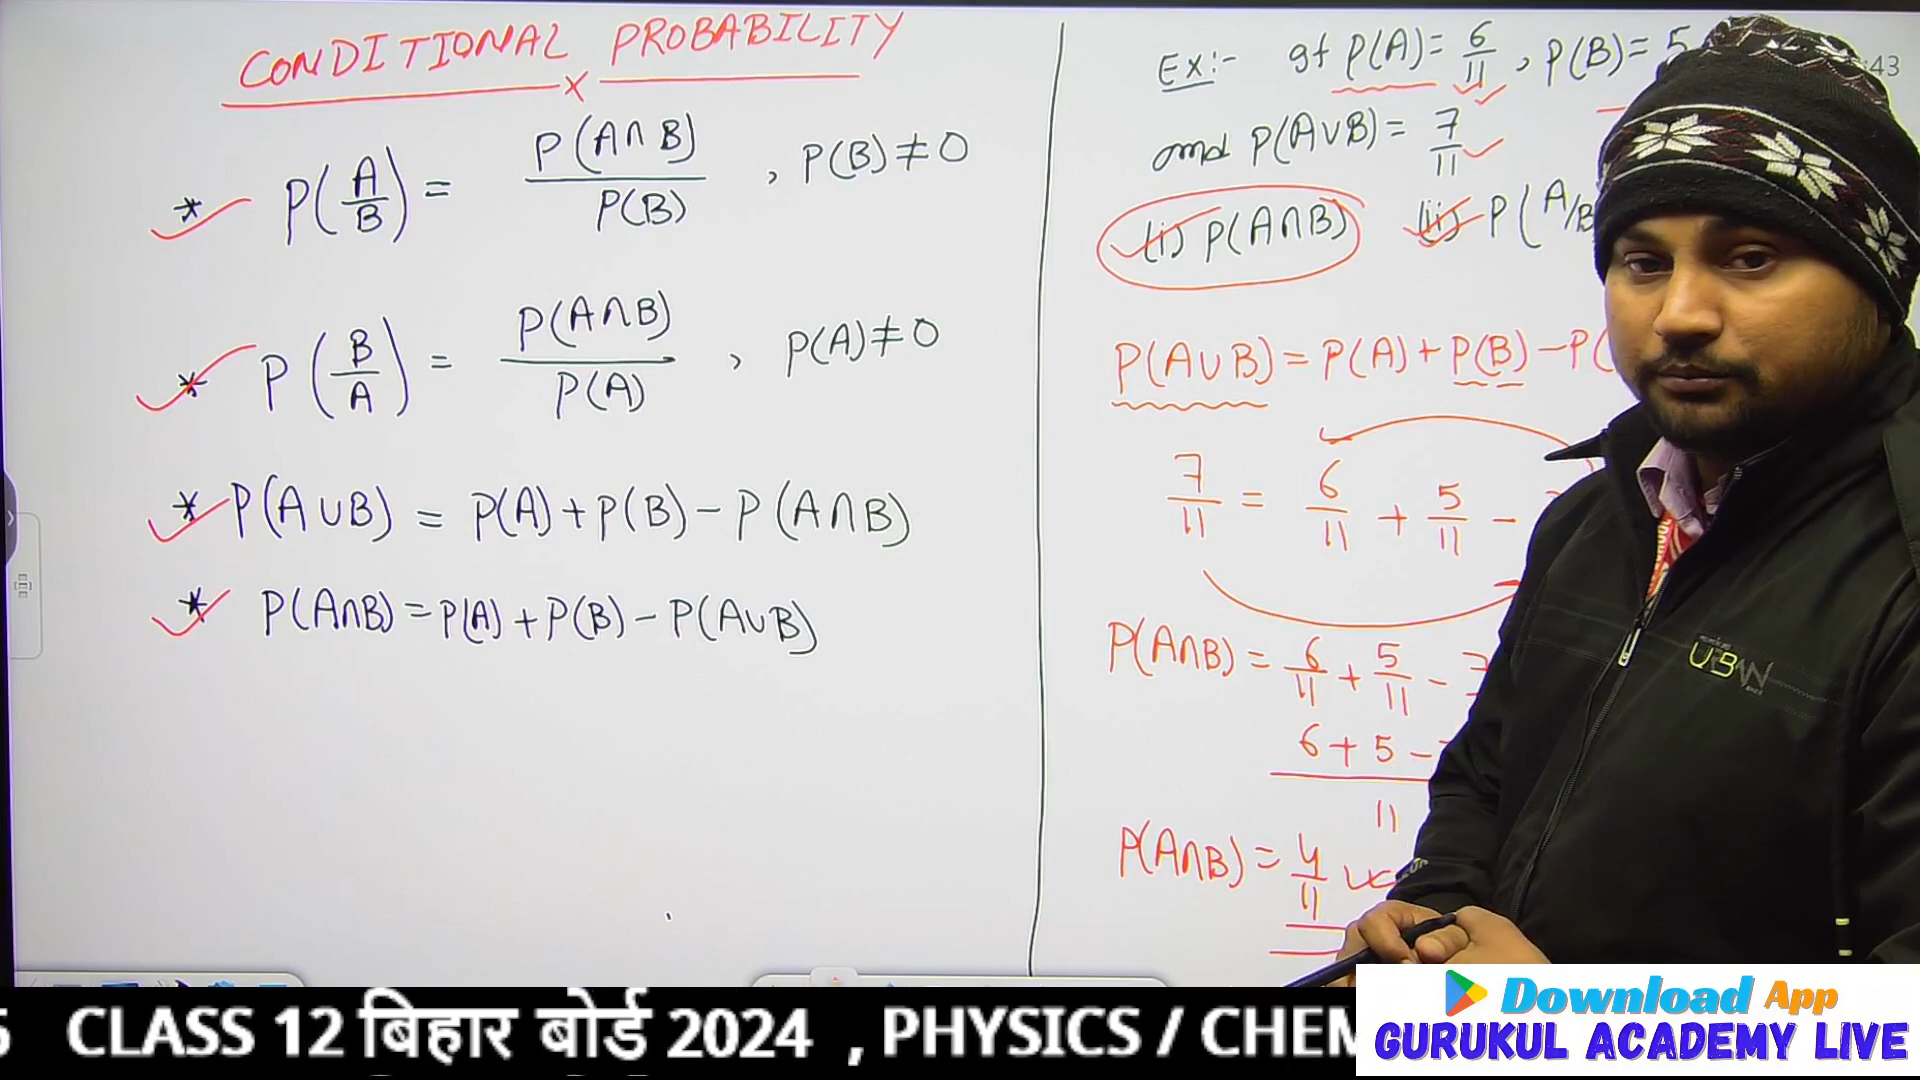 CONDITIONAL PROBABILITY
* P(A/B) = P(A∩B)/P(B) , P(B)≠0
* P(B/A) = P(A∩B)/P(A) , P(A)≠0
* P(A∪B) = P(A)+P(B)-P(A∩B)
* P(A∩B)=P(A)+P(B)-P(A∪B)
Ex:- If P(A)= 6/11 , P(B)= 5
:43
and P(A∪B)= 7/11
(i) P(A∩B) (ii) P(A/B
P(A∪B)=P(A)+P(B)-P(
7/11 = 6/11 + 5/11 -
P(A∩B)= 6/11 + 5/11 - 7
6+5-
11
P(A∩B)= 4/11
URBAN
CLASS 12 बिहार बोर्ड 2024 , PHYSICS / CHEM
Download App
GURUKUL ACADEMY LIVE